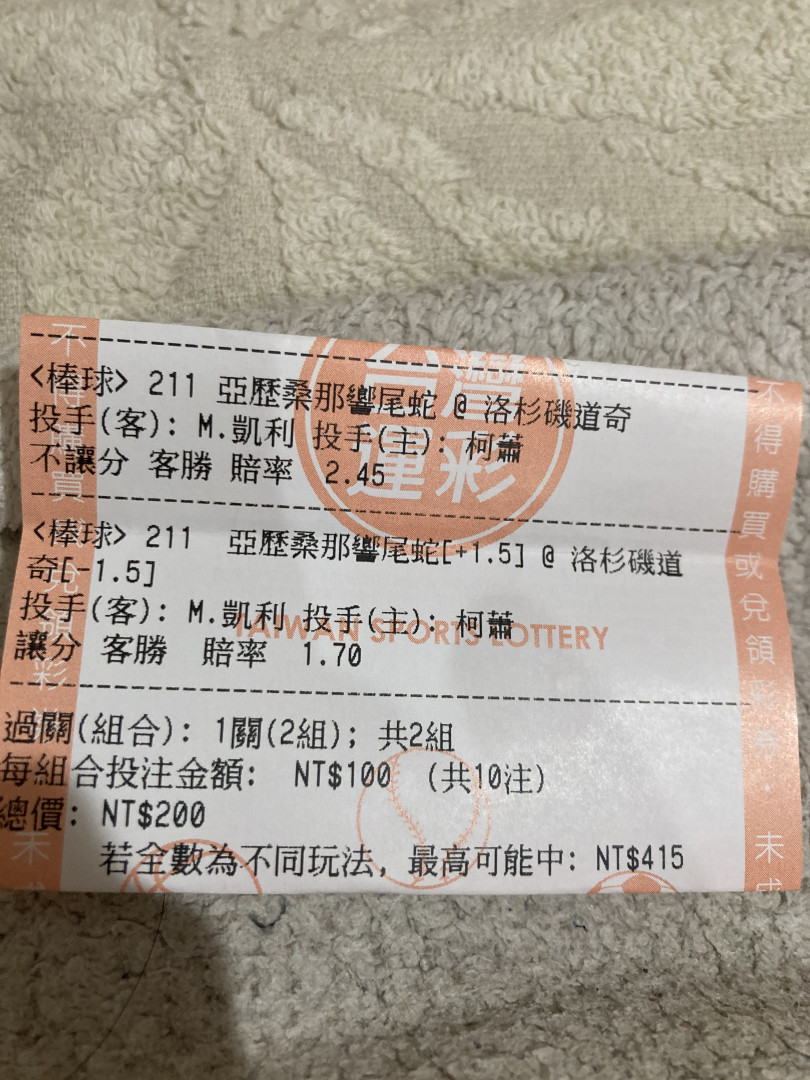 <棒球> 211 亞歷桑那響尾蛇 @ 洛杉磯道奇
投手(客): M.凱利 投手(主): 柯蕭
不讓分 客勝 賠率 2.45
<棒球> 211 亞歷桑那響尾蛇[+1.5] @ 洛杉磯道
奇[-1.5]
投手(客): M.凱利 投手(主): 柯蕭
讓分 客勝 賠率 1.70
過關(組合): 1關(2組); 共2組
每組合投注金額: NT$100 (共10注)
總價: NT$200
若全數為不同玩法, 最高可能中: NT$415
台灣
運彩
TAIWAN SPORTS LOTTERY
不得購買或兌領彩券．未